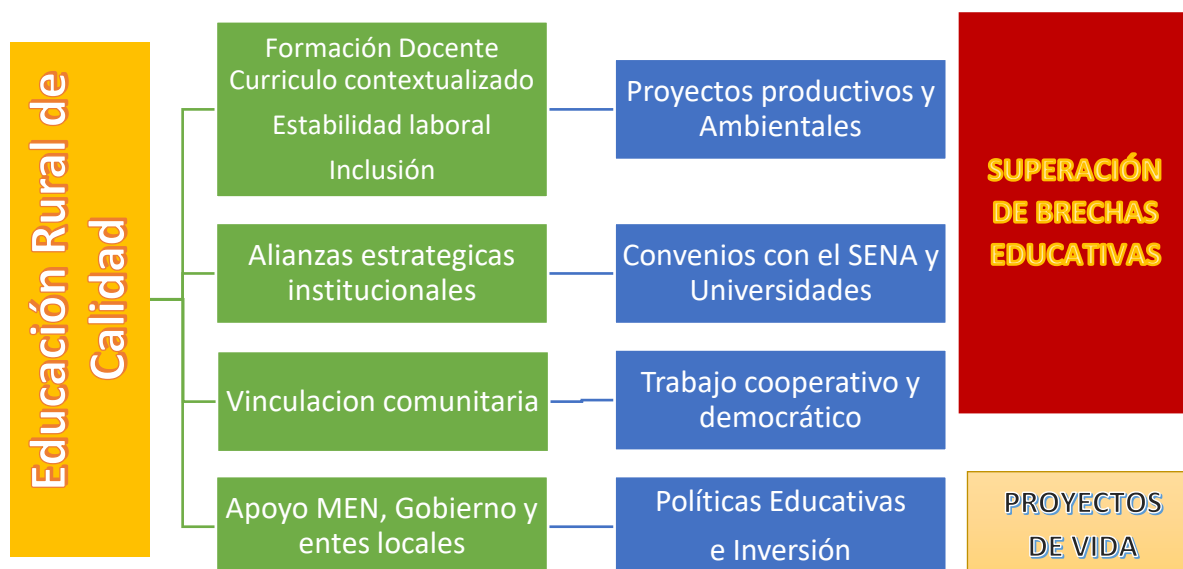 Educación Rural de
Calidad
Formación Docente
Curriculo contextualizado
Estabilidad laboral
Inclusión
Proyectos productivos y
Ambientales
Alianzas estrategicas
institucionales
Convenios con el SENA y
Universidades
Vinculacion comunitaria
Trabajo cooperativo y
democrático
Apoyo MEN, Gobierno y
entes locales
Políticas Educativas
e Inversión
SUPERACIÓN
DE BRECHAS
EDUCATIVAS
PROYECTOS
DE VIDA